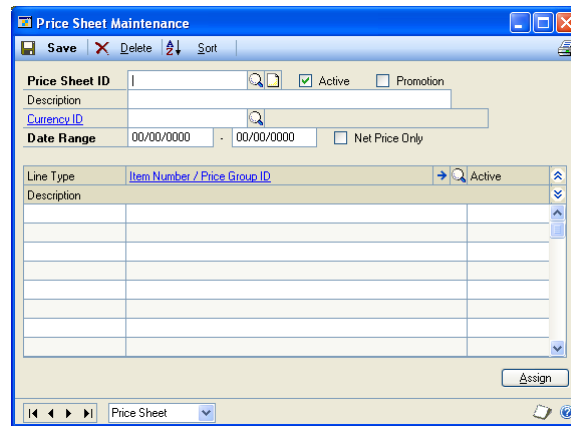 Price Sheet Maintenance
Save Delete Sort
Price Sheet ID Active Promotion
Description
Currency ID
Date Range 00/00/0000 - 00/00/0000 Net Price Only
Line Type Item Number / Price Group ID Active
Description
Assign
Price Sheet